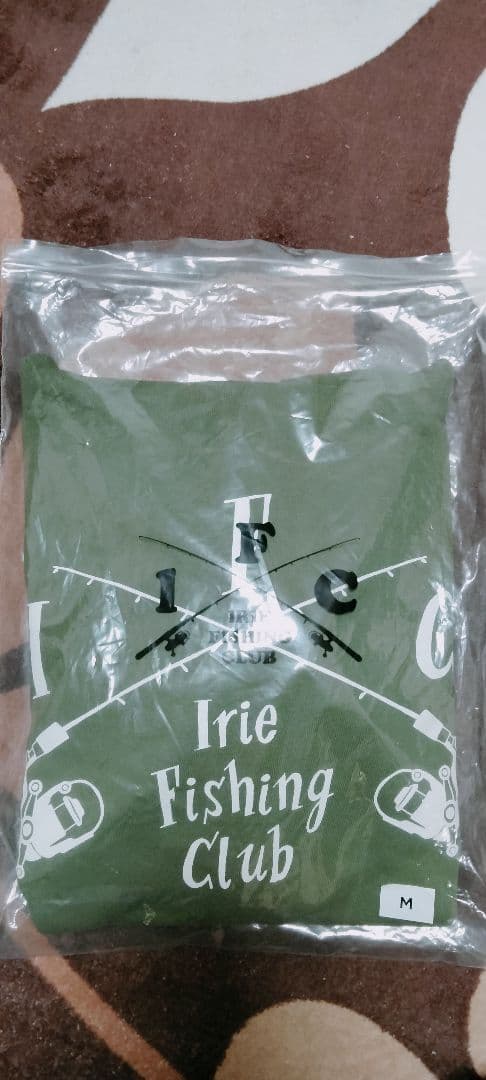 F
F
I C
IRIE
FISHING
CLUB
I C
Irie
Fishing
Club
M